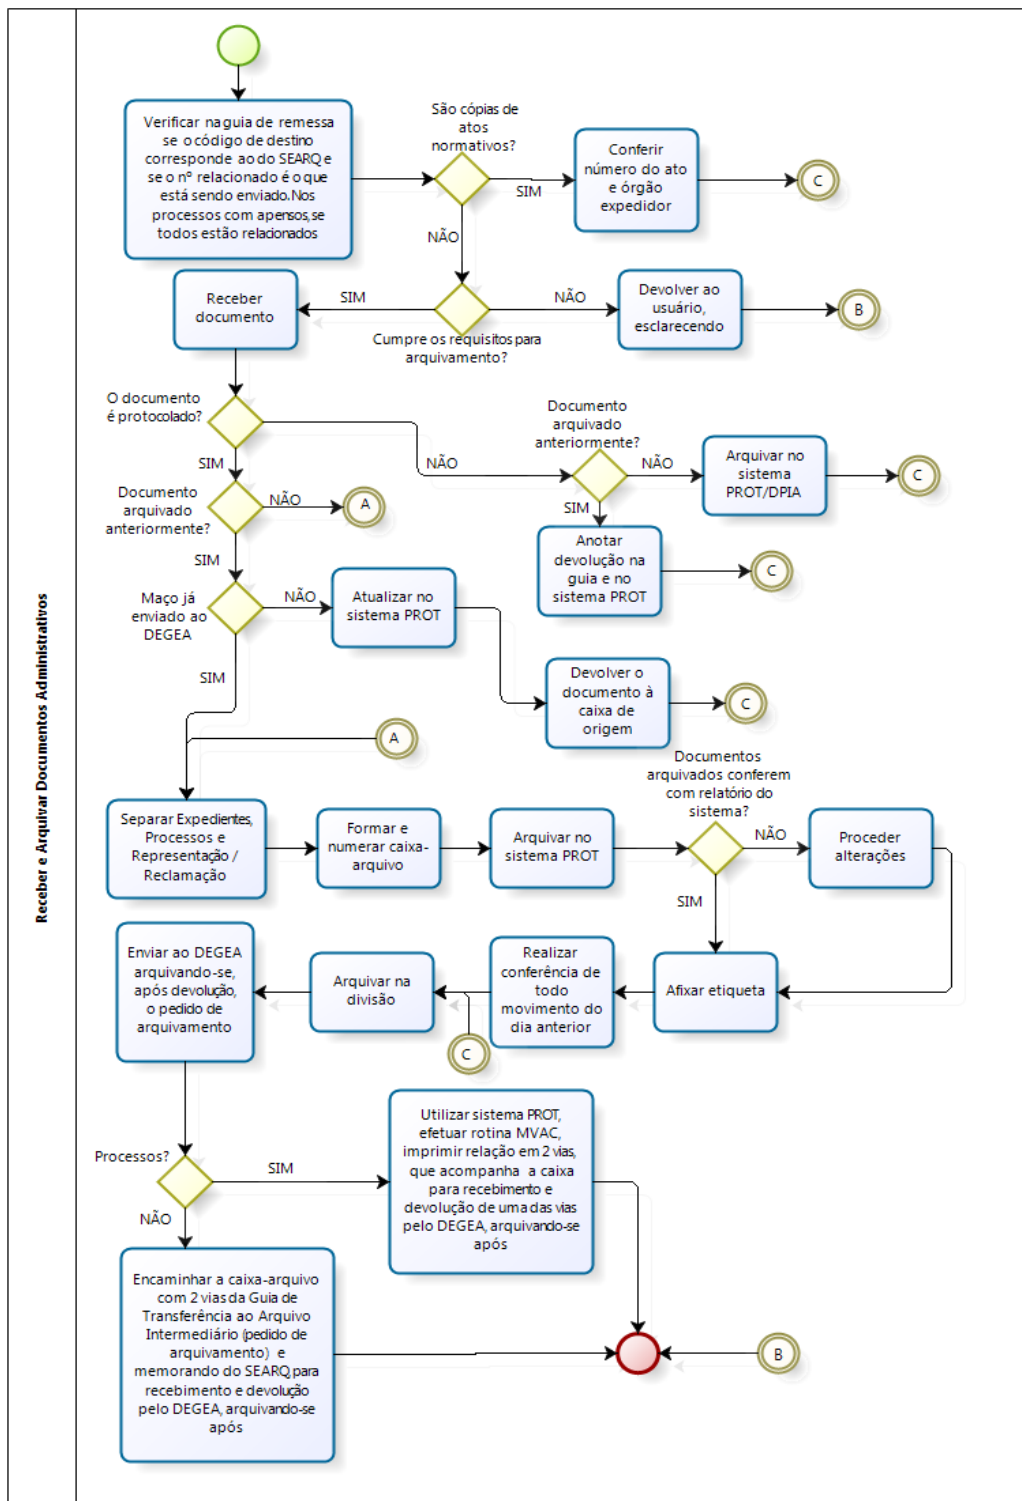 Receber e Arquivar Documentos Administrativos
Verificar na guia de remessa
se o código de destino
corresponde ao do SEARQ e
se o nº relacionado é o que
está sendo enviado. Nos
processos com apensos, se
todos estão relacionados
São cópias de
atos
normativos?
SIM
Conferir
número do ato
e órgão
expedidor
C
NÃO
Receber
documento
SIM
NÃO
Cumpre os requisitos para
arquivamento?
Devolver ao
usuário,
esclarecendo
B
O documento
é protocolado?
NÃO
SIM
Documento
arquivado
anteriormente?
NÃO
Arquivar no
sistema
PROT/DPIA
C
SIM
Anotar
devolução na
guia e no
sistema PROT
C
Documento
arquivado
anteriormente?
NÃO
A
SIM
Maço já
enviado ao
DEGEA
NÃO
Atualizar no
sistema PROT
Devolver o
documento à
caixa de
origem
C
SIM
A
Separar Expedientes,
Processos e
Representação /
Reclamação
Formar e
numerar caixa-
arquivo
Arquivar no
sistema PROT
Documentos
arquivados conferem
com relatório do
sistema?
NÃO
Proceder
alterações
SIM
Afixar etiqueta
Realizar
conferência de
todo
movimento do
dia anterior
C
Arquivar na
divisão
Enviar ao DEGEA
arquivando-se,
após devolução,
o pedido de
arquivamento
Processos?
SIM
Utilizar sistema PROT,
efetuar rotina MVAC,
imprimir relação em 2 vias,
que acompanha a caixa
para recebimento e
devolução de uma das vias
pelo DEGEA, arquivando-se
após
NÃO
Encaminhar a caixa-arquivo
com 2 vias da Guia de
Transferência ao Arquivo
Intermediário (pedido de
arquivamento) e
memorando do SEARQ, para
recebimento e devolução
pelo DEGEA, arquivando-se
após
B